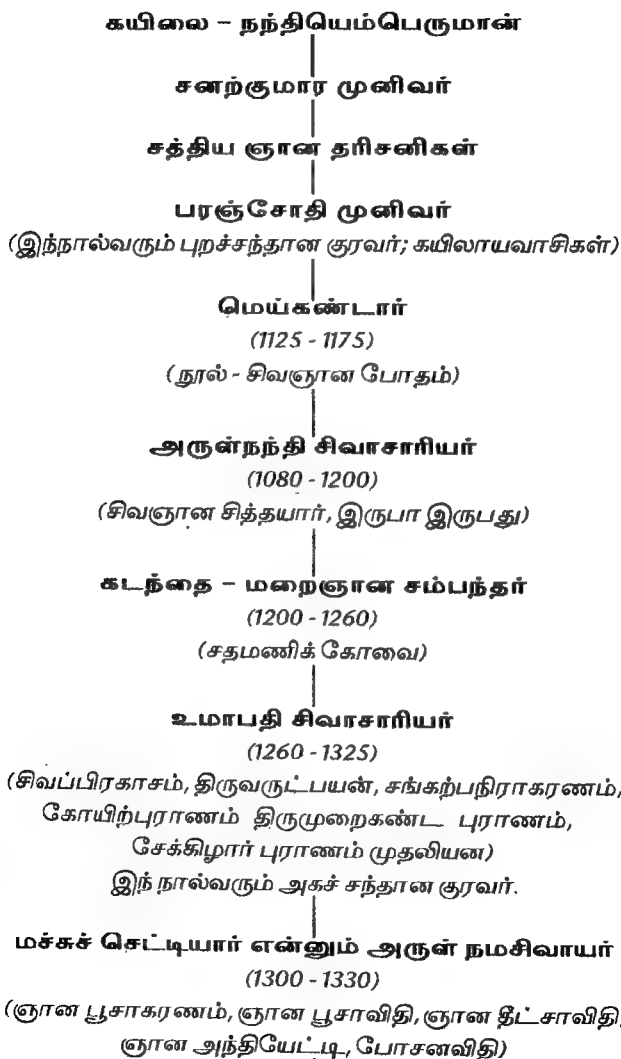 கயிலை – நந்தியெம்பெருமான்
சனற்குமார முனிவர்
சத்திய ஞான தரிசனிகள்
பரஞ்சோதி முனிவர்
(இந்நால்வரும் புறச்சந்தான குரவர்; கயிலாயவாசிகள்)
மெய்கண்டார்
(1125 - 1175)
(நூல் - சிவஞான போதம்)
அருள்நந்தி சிவாசாரியர்
(1080 - 1200)
(சிவஞான சித்தயார், இருபா இருபது)
கடந்தை – மறைஞான சம்பந்தர்
(1200 - 1260)
(சதமணிக் கோவை)
உமாபதி சிவாசாரியர்
(1260 - 1325)
(சிவப்பிரகாசம், திருவருட்பயன், சங்கற்பநிராகரணம்,
கோயிற்புராணம் திருமுறைகண்ட புராணம்,
சேக்கிழார் புராணம் முதலியன)
இந் நால்வரும் அகச் சந்தான குரவர்.
மச்சுச் செட்டியார் என்னும் அருள் நமசிவாயர்
(1300 - 1330)
(ஞான பூசாகரணம், ஞான பூசாவிதி, ஞான தீட்சாவிதி,
ஞான அந்தியேட்டி, போசனவிதி)